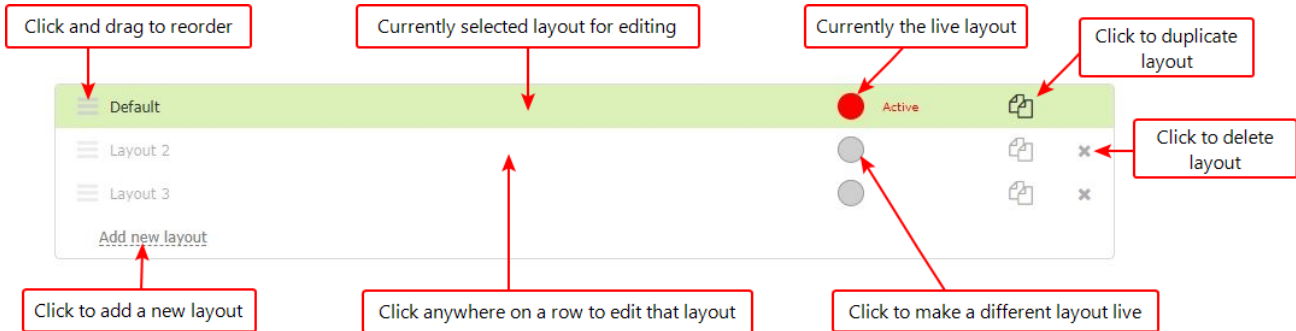 Click and drag to reorder
Currently selected layout for editing
Currently the live layout
Click to duplicate
layout
Default
Active
Layout 2
Click to delete
layout
Layout 3
Add new layout
Click to add a new layout
Click anywhere on a row to edit that layout
Click to make a different layout live